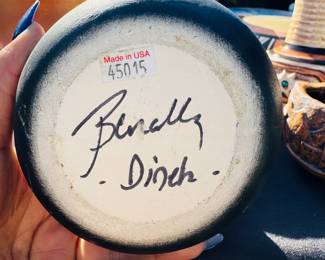 Made in USA
45015
Benally
- Dineh -